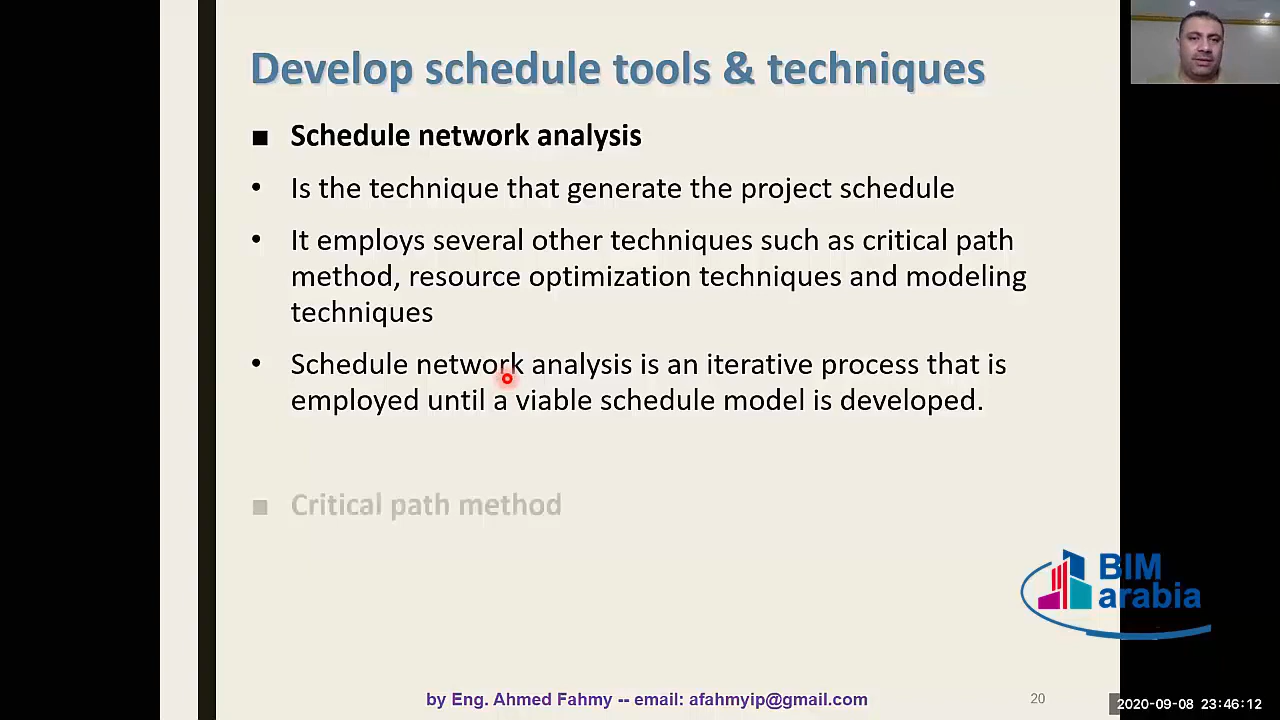 Develop schedule tools & techniques
■ Schedule network analysis
• Is the technique that generate the project schedule
• It employs several other techniques such as critical path
method, resource optimization techniques and modeling
techniques
• Schedule network analysis is an iterative process that is
employed until a viable schedule model is developed.
■ Critical path method
BIM
arabia
by Eng. Ahmed Fahmy -- email: afahmyip@gmail.com
20
2020-09-08 23:46:12